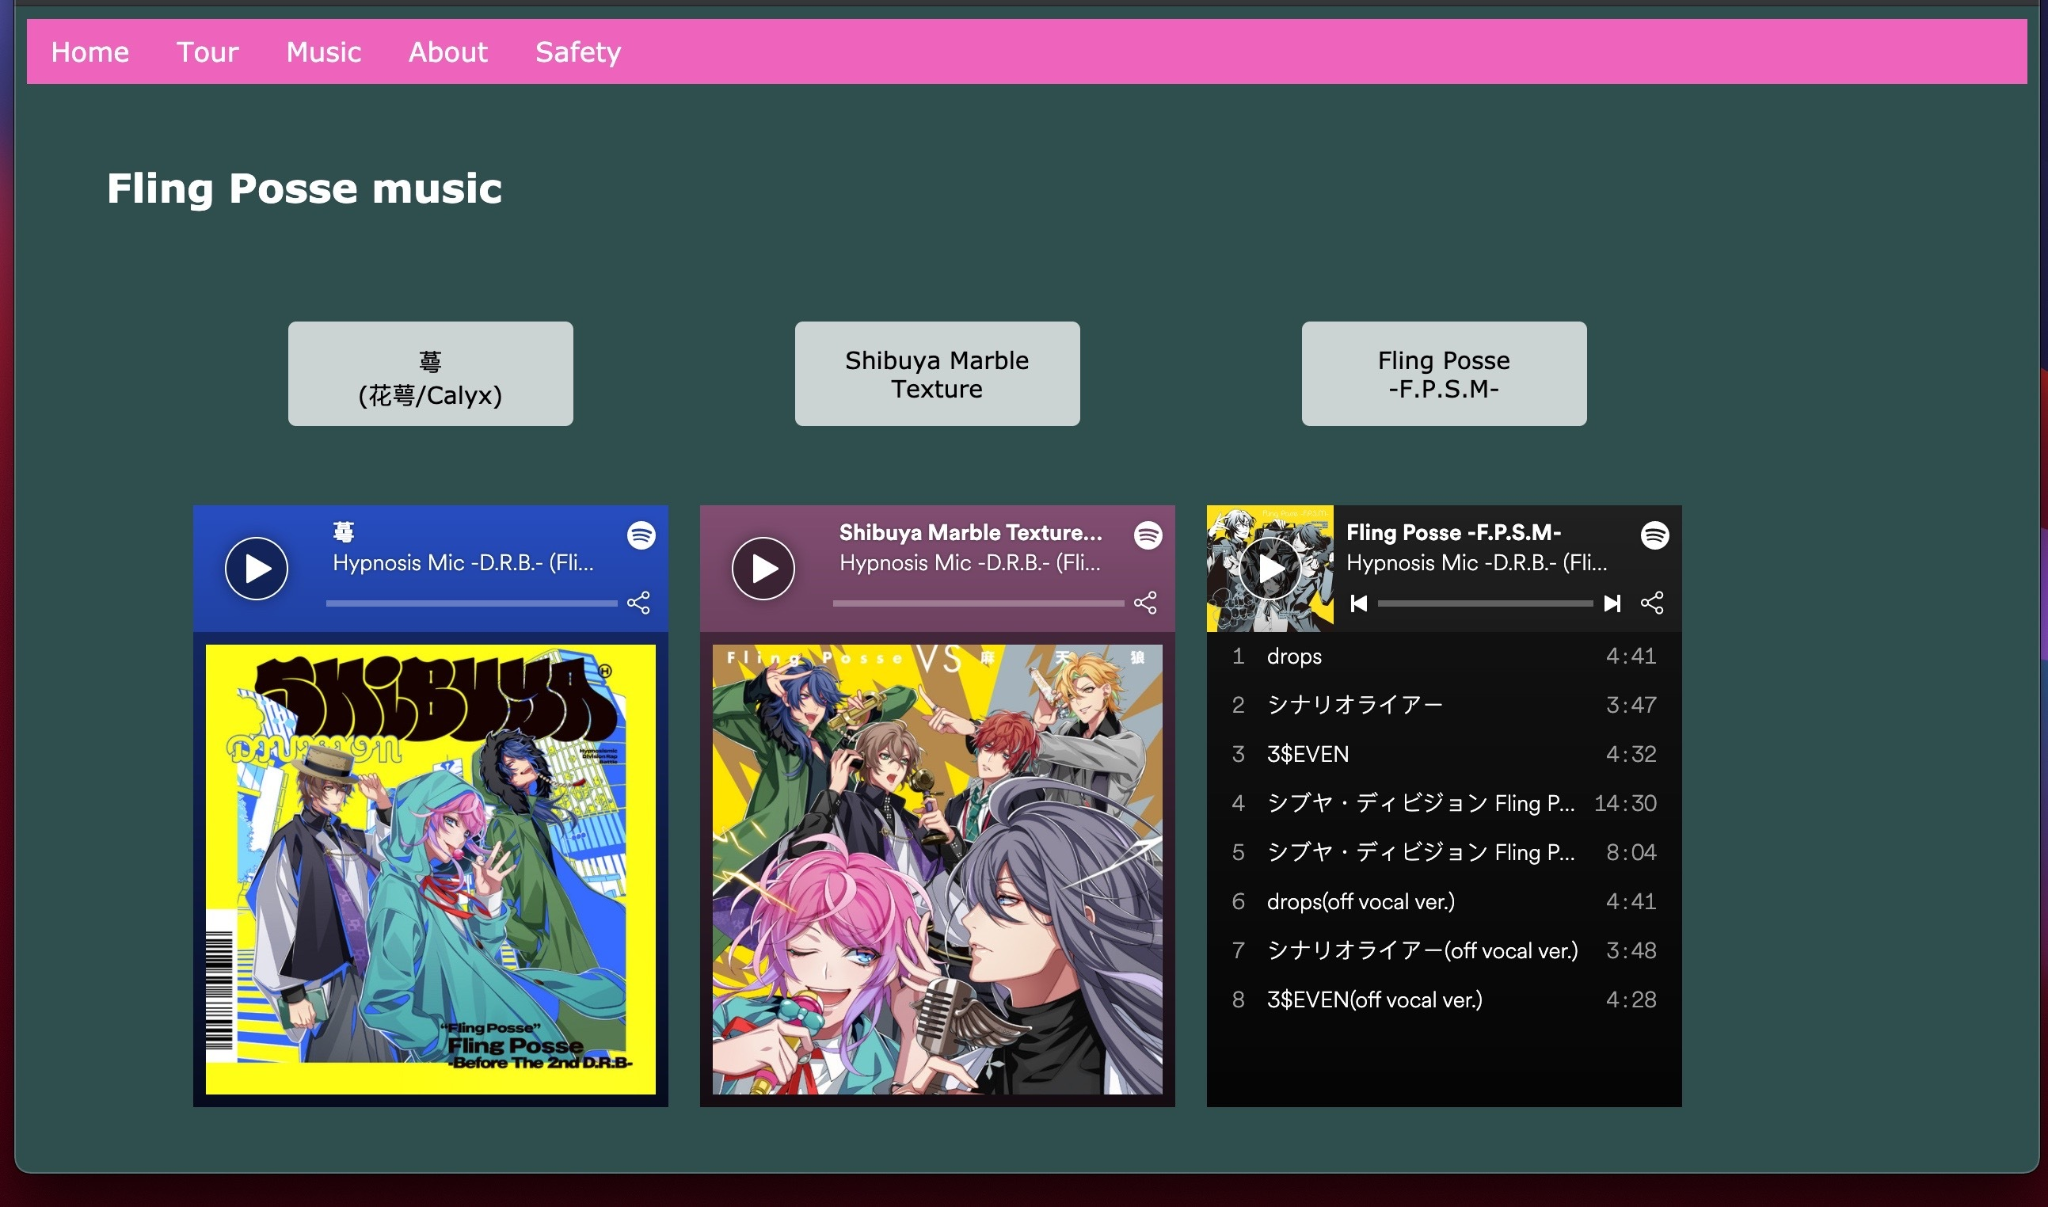 Home Tour Music About Safety
Fling Posse music
蕚
(花萼/Calyx)
Shibuya Marble
Texture
Fling Posse
-F.P.S.M-
蕚
Hypnosis Mic -D.R.B.- (Fli...
SHiBUYA
DIVISION
"Fling Posse"
Fling Posse
-Before The 2nd D.R.B-
Shibuya Marble Texture...
Hypnosis Mic -D.R.B.- (Fli...
Fling Posse VS 麻天狼
Fling Posse -F.P.S.M-
Hypnosis Mic -D.R.B.- (Fli...
1 drops 4:41
2 シナリオライアー 3:47
3 3$EVEN 4:32
4 シブヤ・ディビジョン Fling P... 14:30
5 シブヤ・ディビジョン Fling P... 8:04
6 drops(off vocal ver.) 4:41
7 シナリオライアー(off vocal ver.) 3:48
8 3$EVEN(off vocal ver.) 4:28